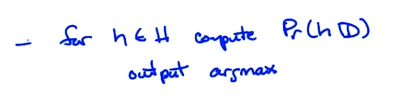 - for h ∈ H compute Pr(h|D)
output argmax